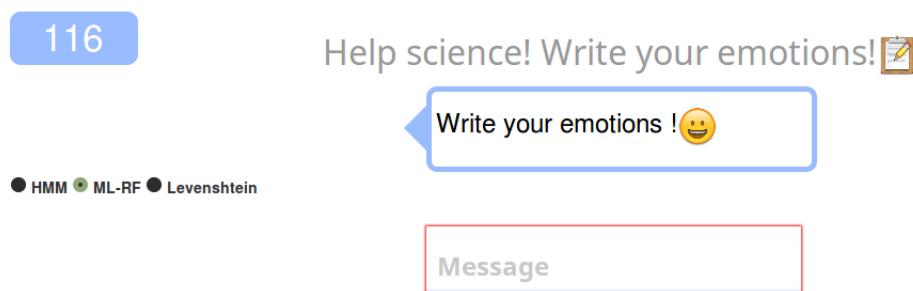 116
Help science! Write your emotions!
Write your emotions !
HMM ML-RF Levenshtein
Message